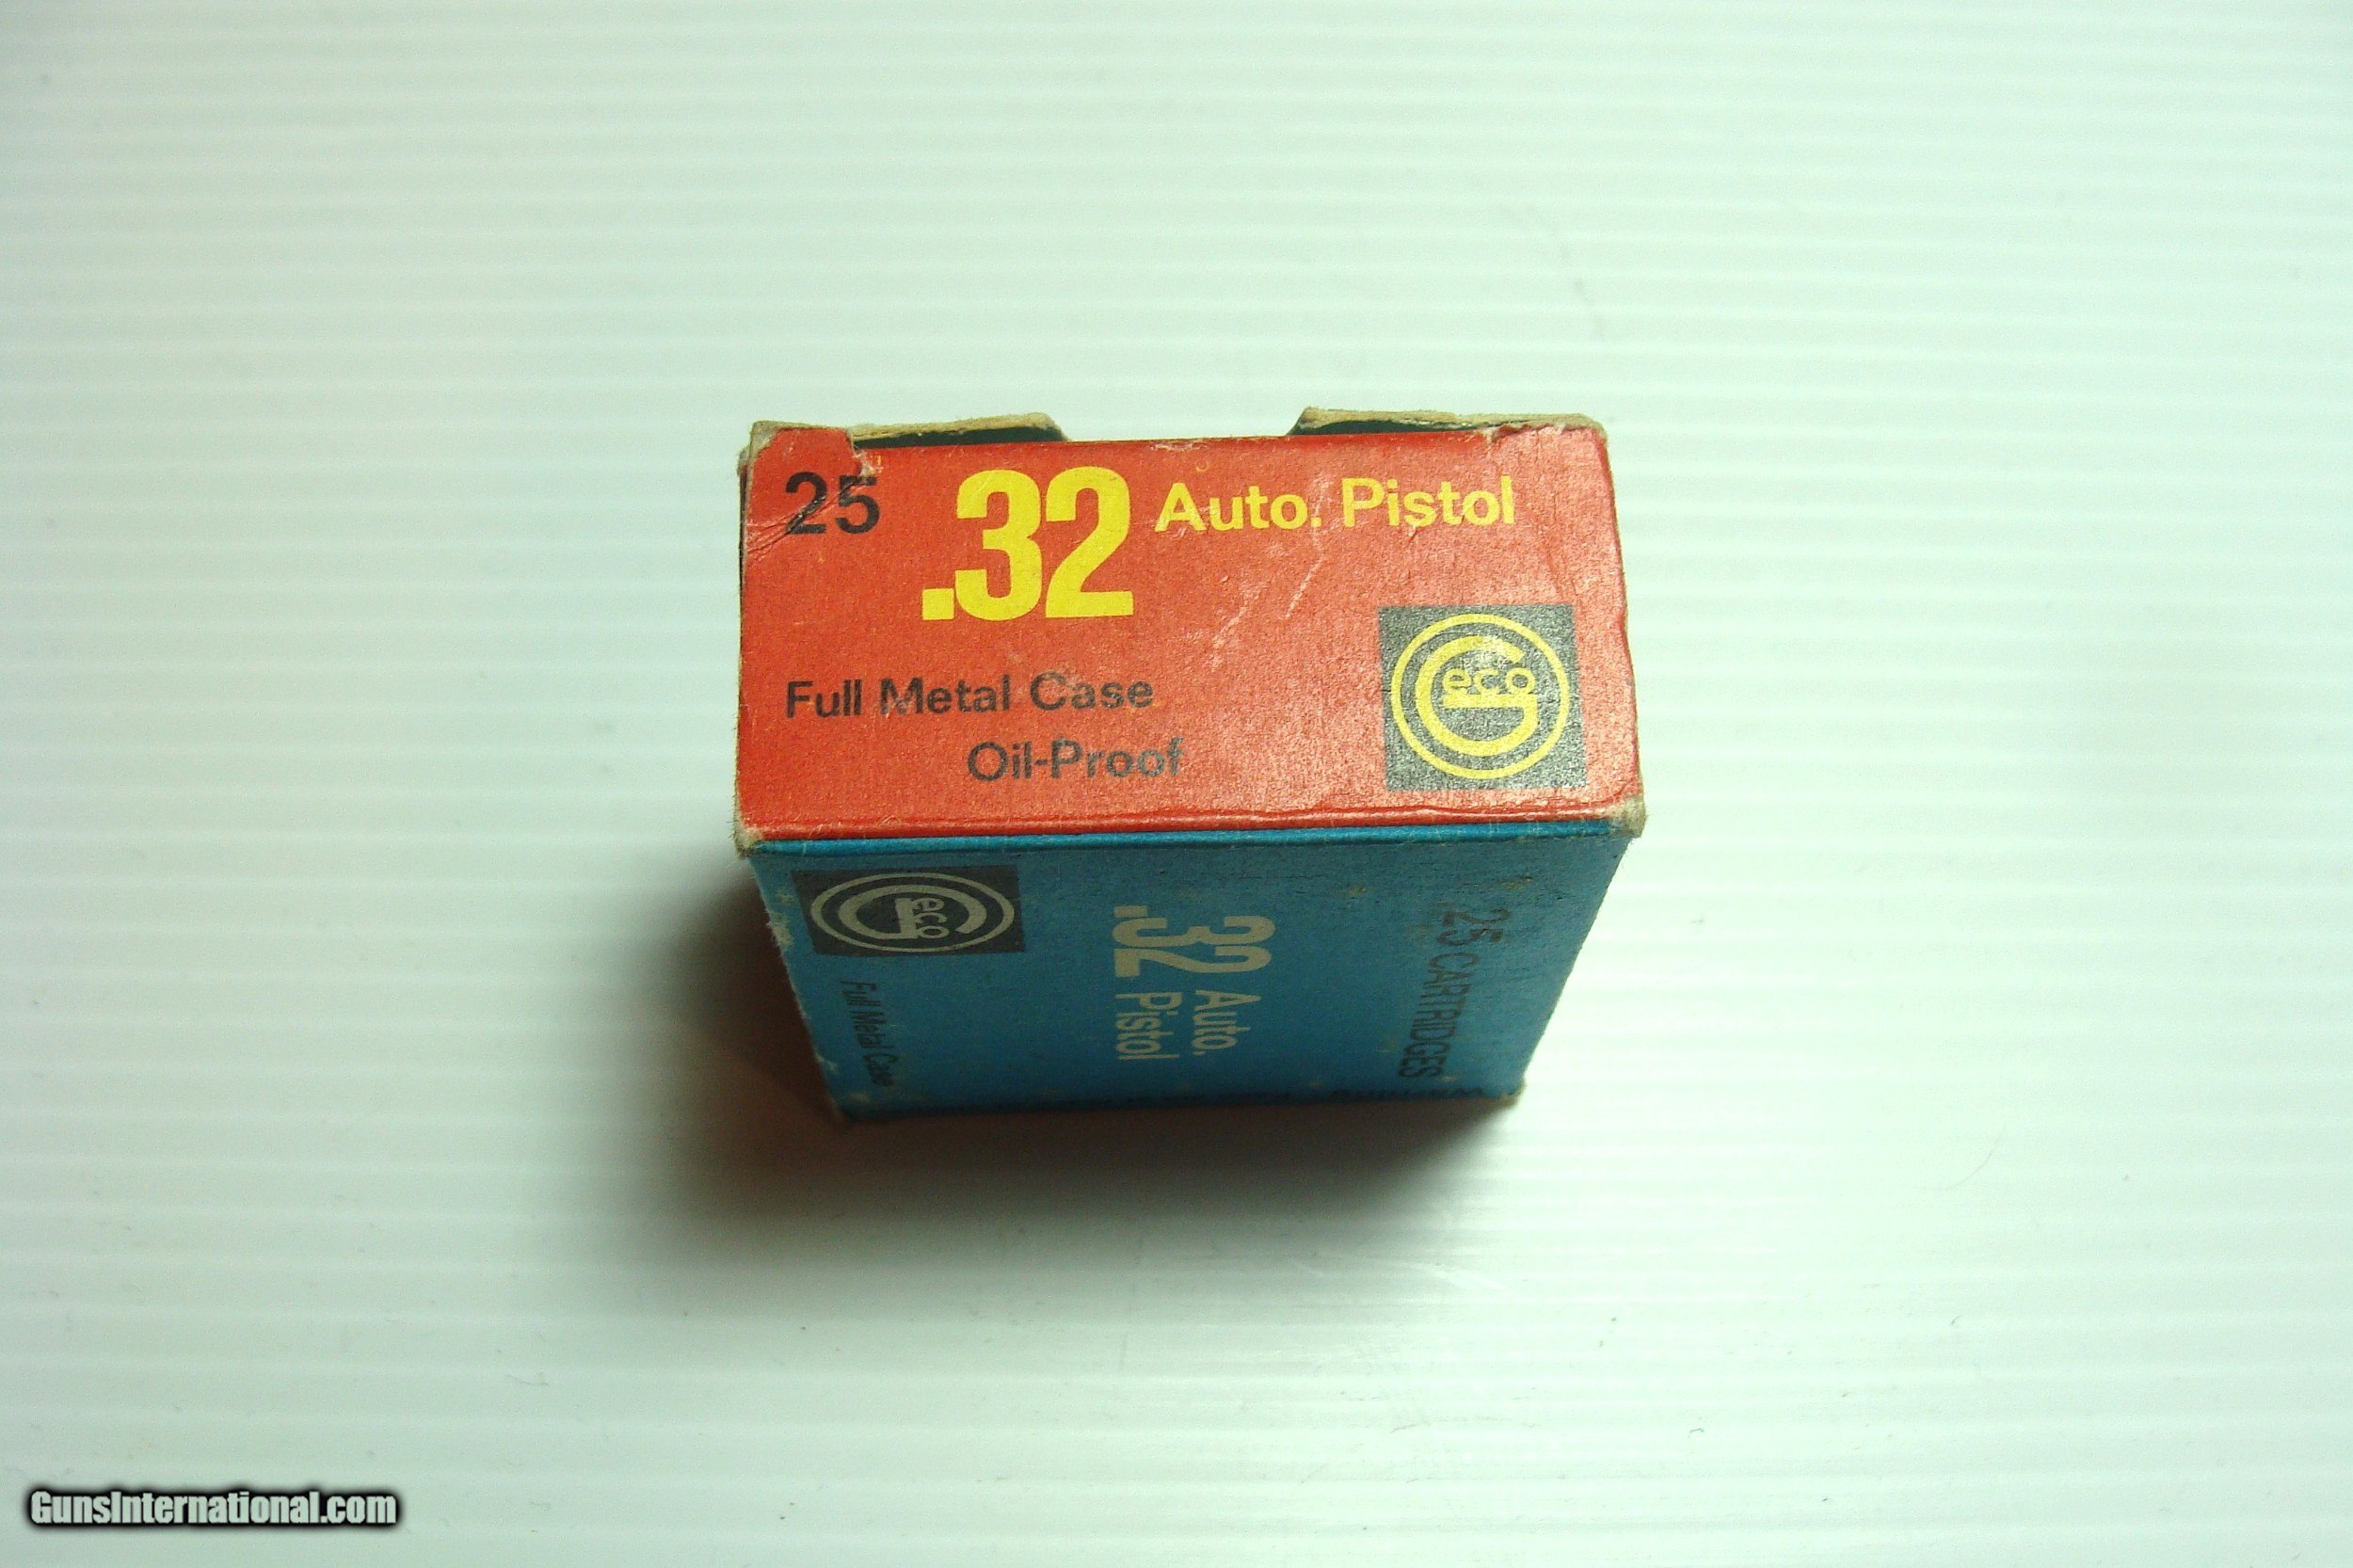 25 .32 Auto. Pistol
Full Metal Case
Oil-Proof
Geco
25 CARTRIDGES
.32 Auto.
Pistol
Geco
Full Metal Case
GunsInternational.com